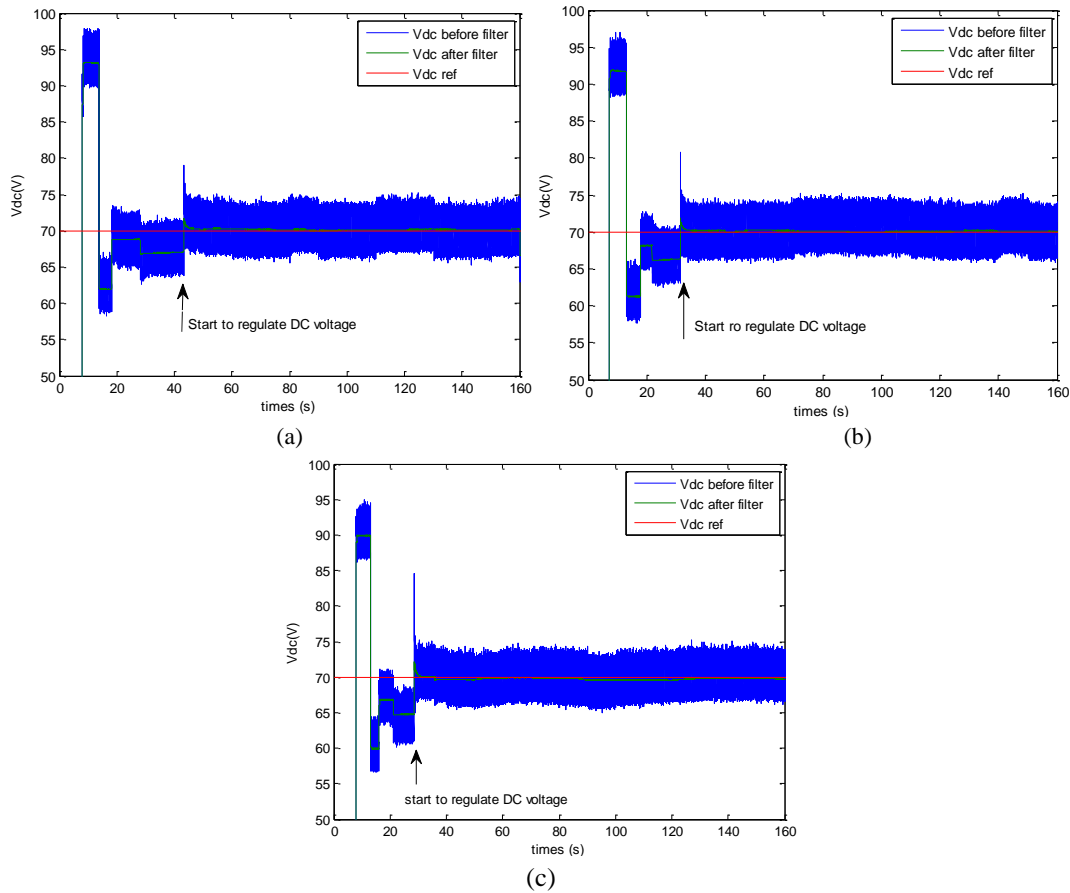 100
95
90
85
80
75
70
65
60
55
50
Vdc(V)
0 20 40 60 80 100 120 140 160
times (s)
Vdc before filter
Vdc after filter
Vdc ref
Start to regulate DC voltage
(a)
100
95
90
85
80
75
70
65
60
55
50
0 20 40 60 80 100 120 140 160
times (s)
Vdc before filter
Vdc after filter
Vdc ref
Start ro regulate DC voltage
(b)
100
95
90
85
80
75
70
65
60
55
50
Vdc(V)
0 20 40 60 80 100 120 140 160
times (s)
Vdc before filter
Vdc after filter
Vdc ref
start to regulate DC voltage
(c)